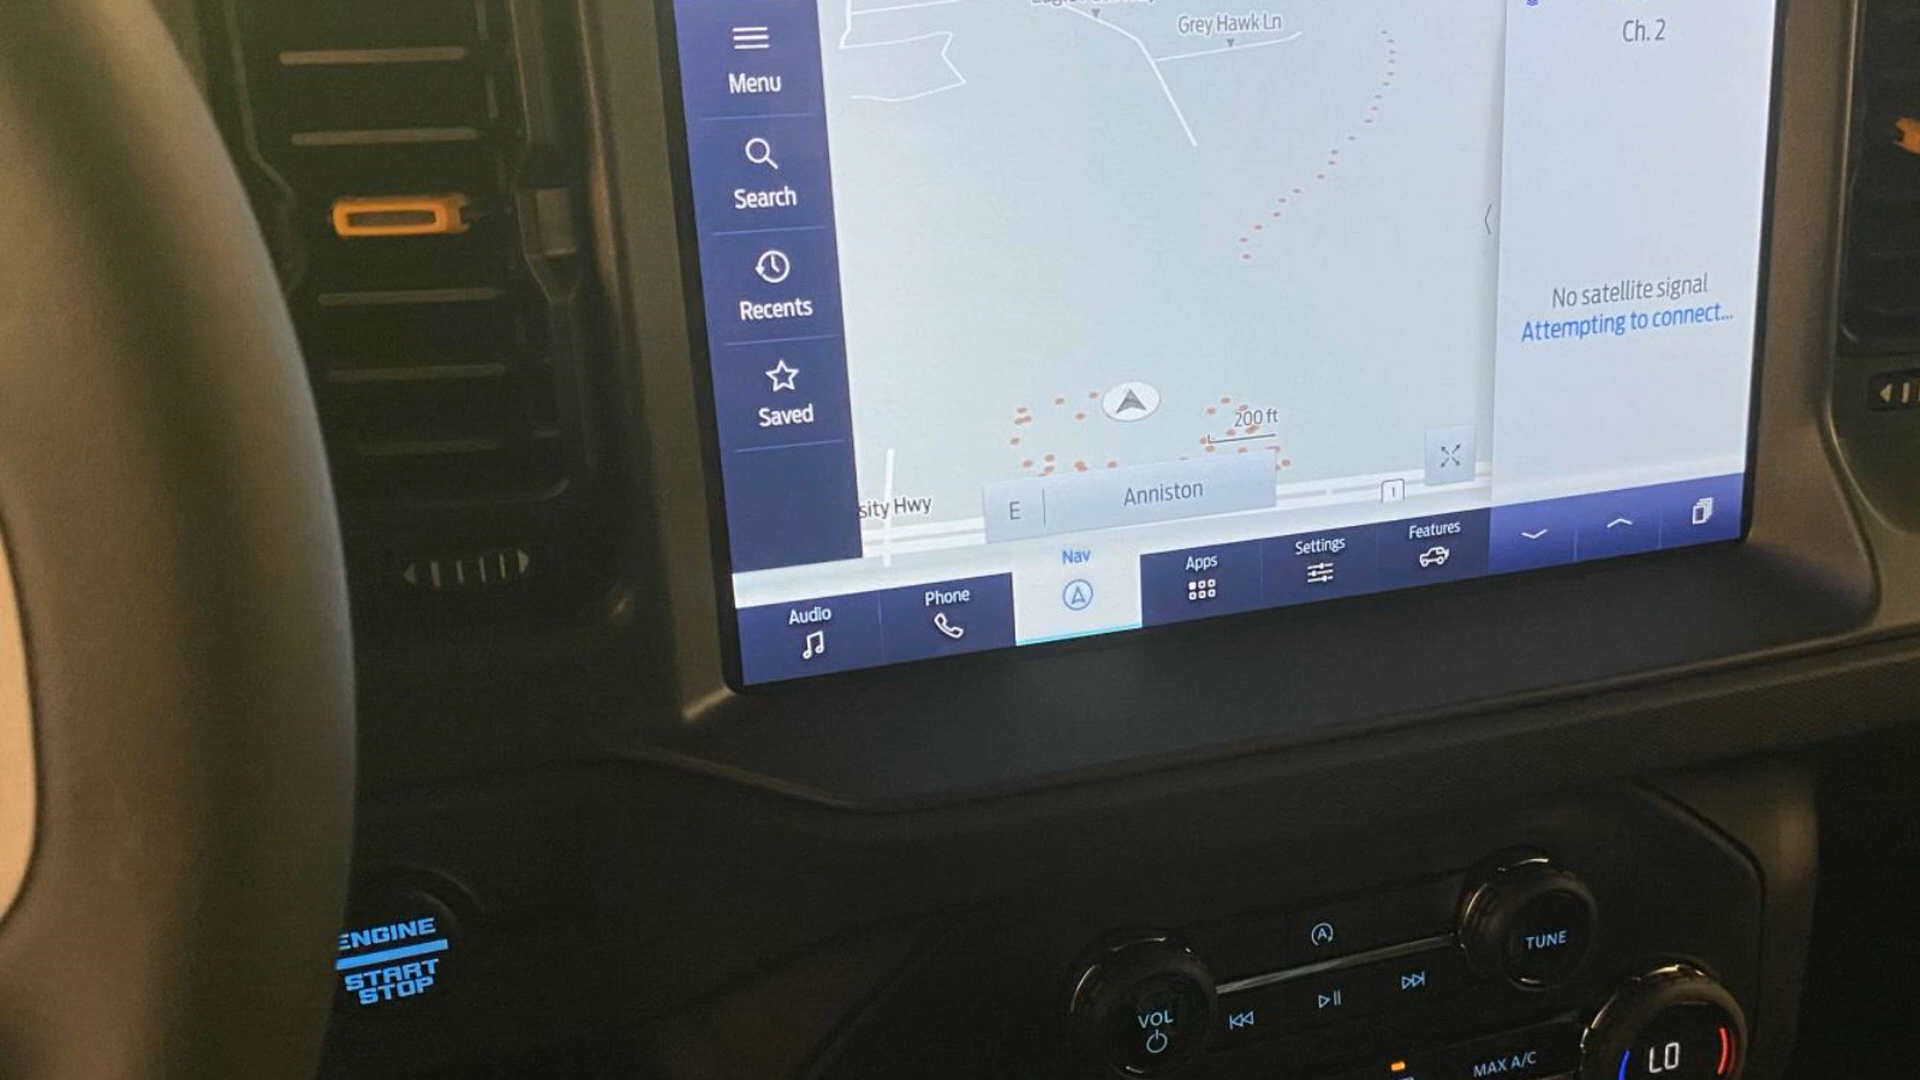 Menu
Search
Recents
Saved
Grey Hawk Ln
200 ft
sity Hwy
E
Anniston
1
Ch. 2
No satellite signal
Attempting to connect...
Audio
Phone
Nav
Apps
Settings
Features
ENGINE
START
STOP
VOL
TUNE
A
MAX A/C
LO